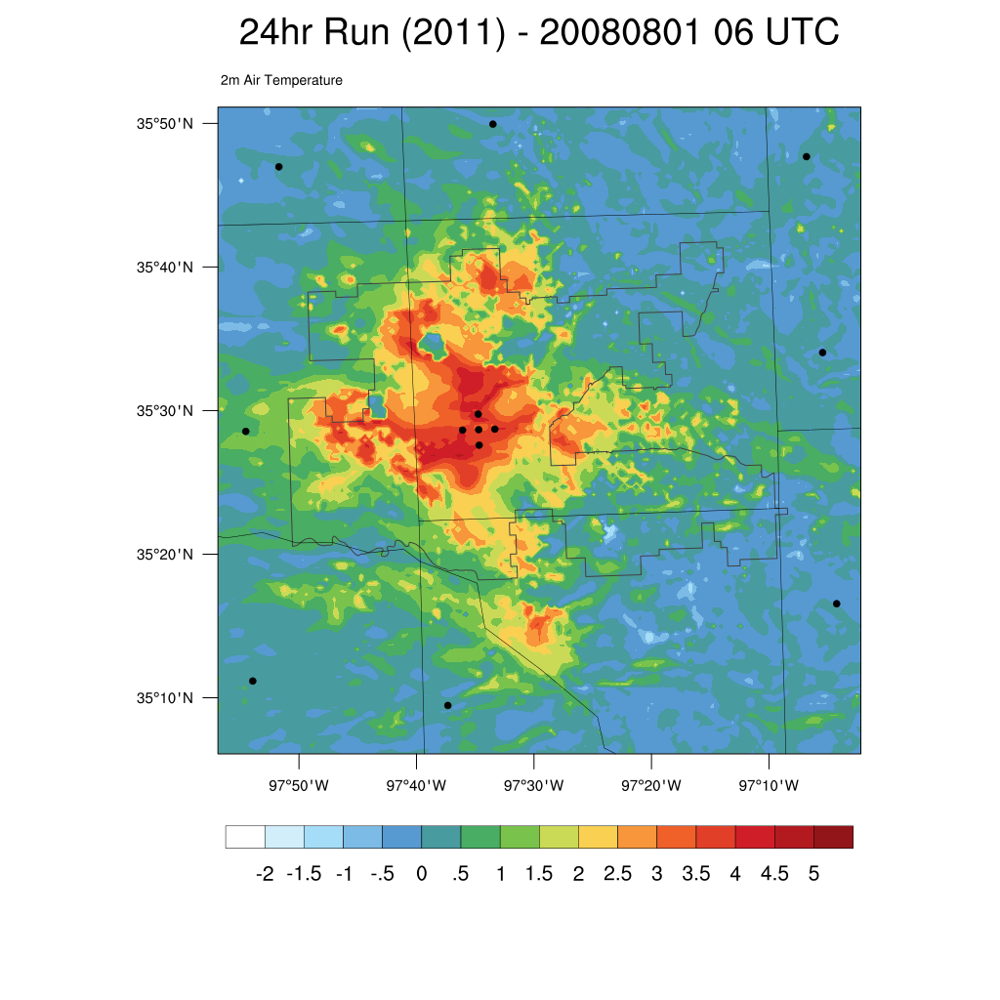 24hr Run (2011) - 20080801 06 UTC
2m Air Temperature
35°50'N
35°40'N
35°30'N
35°20'N
35°10'N
97°50'W 97°40'W 97°30'W 97°20'W 97°10'W
-2 -1.5 -1 -.5 0 .5 1 1.5 2 2.5 3 3.5 4 4.5 5